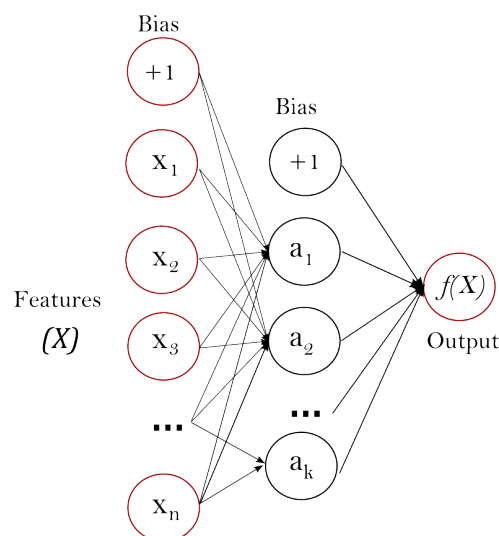 Bias
+1
x1
x2
x3
...
xn
Features
(X)
Bias
+1
a1
a2
...
ak
f(X)
Output